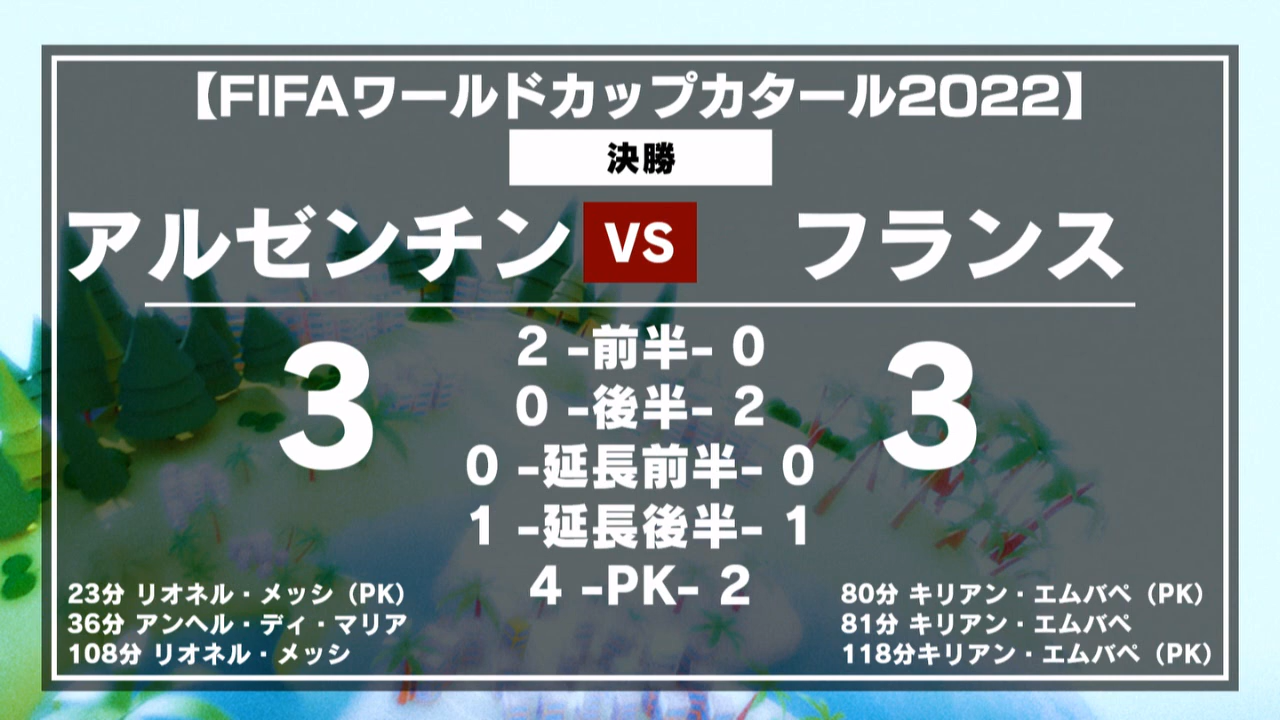 【FIFAワールドカップカタール2022】
決勝
アルゼンチン VS フランス
3
2 -前半- 0
0 -後半- 2
0 -延長前半- 0
1 -延長後半- 1
4 -PK- 2
3
23分 リオネル・メッシ（PK）
36分 アンヘル・ディ・マリア
108分 リオネル・メッシ
80分 キリアン・エムバペ（PK）
81分 キリアン・エムバペ
118分キリアン・エムバペ（PK）